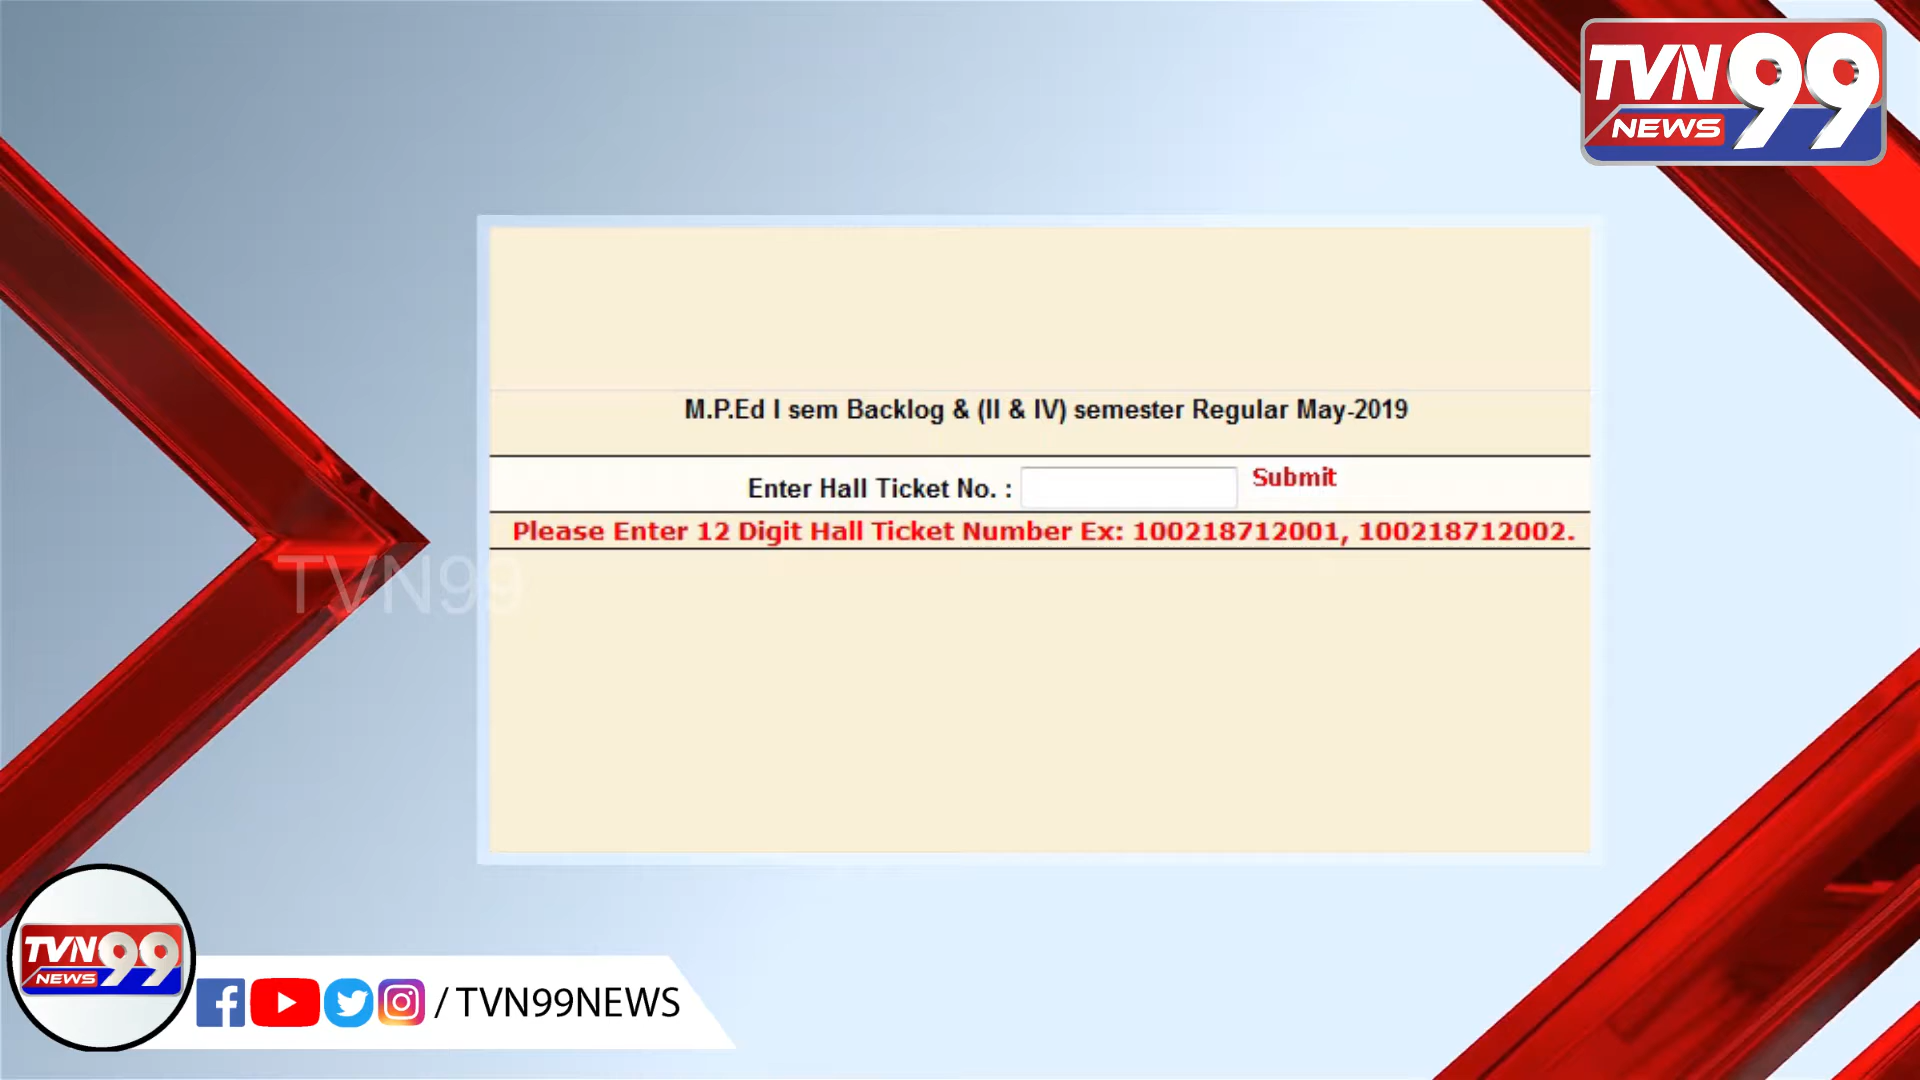 TVN99
NEWS
M.P.Ed I sem Backlog & (II & IV) semester Regular May-2019
Enter Hall Ticket No. : Submit
Please Enter 12 Digit Hall Ticket Number Ex: 100218712001, 100218712002.
TVN99
TVN99
NEWS
/ TVN99NEWS